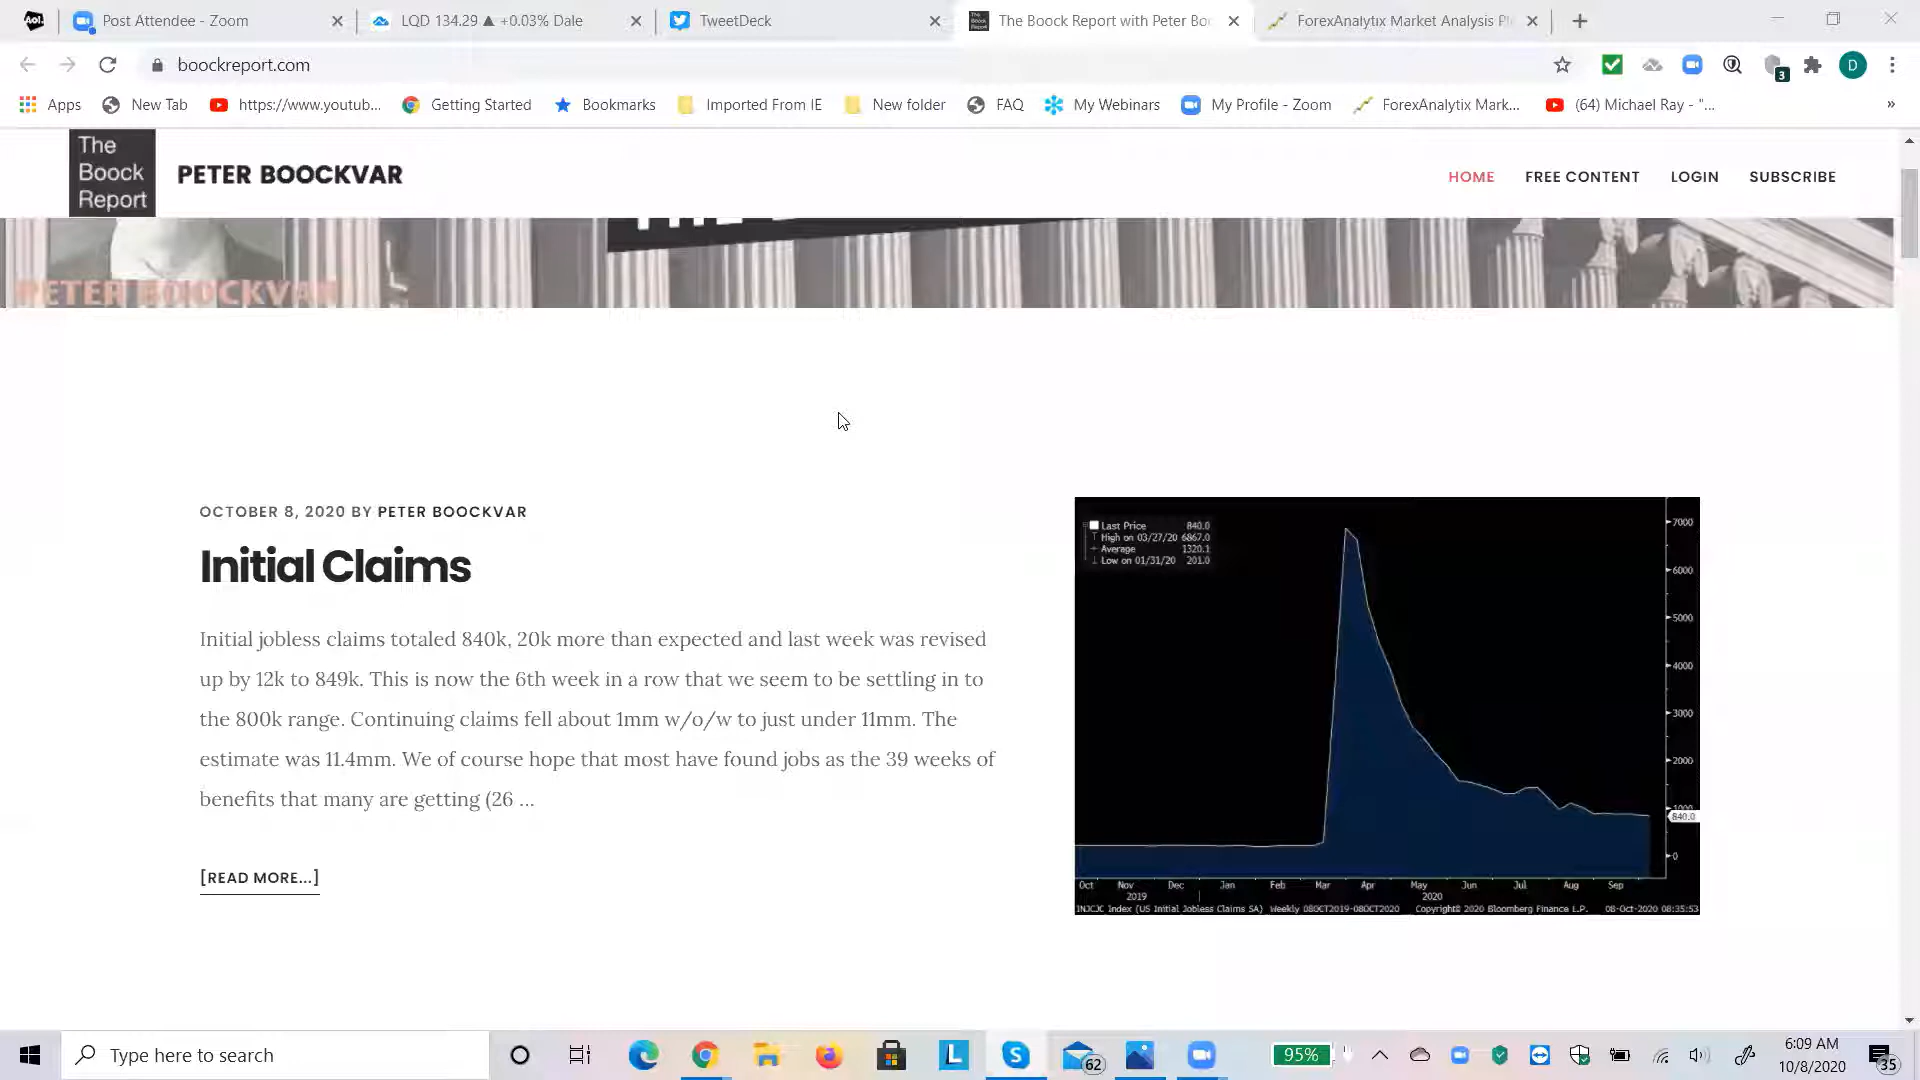 Aol.
Post Attendee - Zoom
LQD 134.29 ▲ +0.03% Dale
TweetDeck
The Boock Report with Peter Bo
ForexAnalytix Market Analysis Pl
boockreport.com
3
D
Apps
New Tab
https://www.youtub...
Getting Started
Bookmarks
Imported From IE
New folder
FAQ
My Webinars
My Profile - Zoom
ForexAnalytix Mark...
(64) Michael Ray - "...
»
The
Boock
Report
PETER BOOCKVAR
HOME
FREE CONTENT
LOGIN
SUBSCRIBE
PETER BOOCKVAR
OCTOBER 8, 2020 BY PETER BOOCKVAR
Initial Claims
Initial jobless claims totaled 840k, 20k more than expected and last week was revised
up by 12k to 849k. This is now the 6th week in a row that we seem to be settling in to
the 800k range. Continuing claims fell about 1mm w/o/w to just under 11mm. The
estimate was 11.4mm. We of course hope that most have found jobs as the 39 weeks of
benefits that many are getting (26 ...
[READ MORE...]
Last Price 840.0
High on 03/27/20 6867.0
Average 1320.1
Low on 01/31/20 201.0
7000
6000
5000
4000
3000
2000
1000
840.0
0
Oct Nov Dec Jan Feb Mar Apr May Jun Jul Aug Sep
2019 2020
INJCJC Index (US Initial Jobless Claims SA) Weekly 08OCT2019-08OCT2020 Copyright© 2020 Bloomberg Finance L.P. 08-Oct-2020 08:35:53
Type here to search
L
S
62
95%
6:09 AM
10/8/2020
35